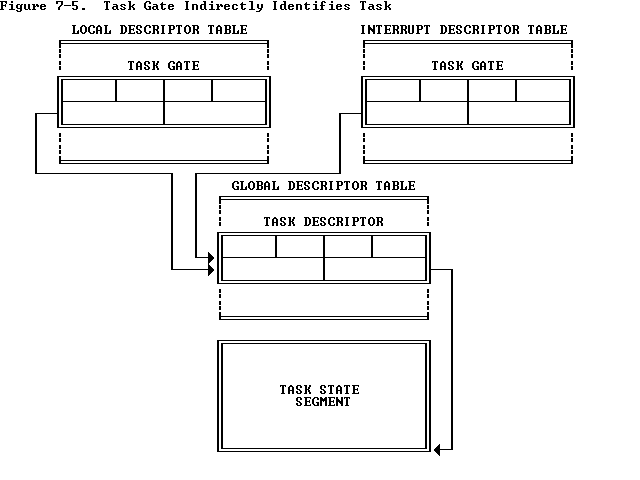 Figure 7-5.  Task Gate Indirectly Identifies Task
LOCAL DESCRIPTOR TABLE
INTERRUPT DESCRIPTOR TABLE
TASK GATE
TASK GATE
GLOBAL DESCRIPTOR TABLE
TASK DESCRIPTOR
TASK STATE
SEGMENT